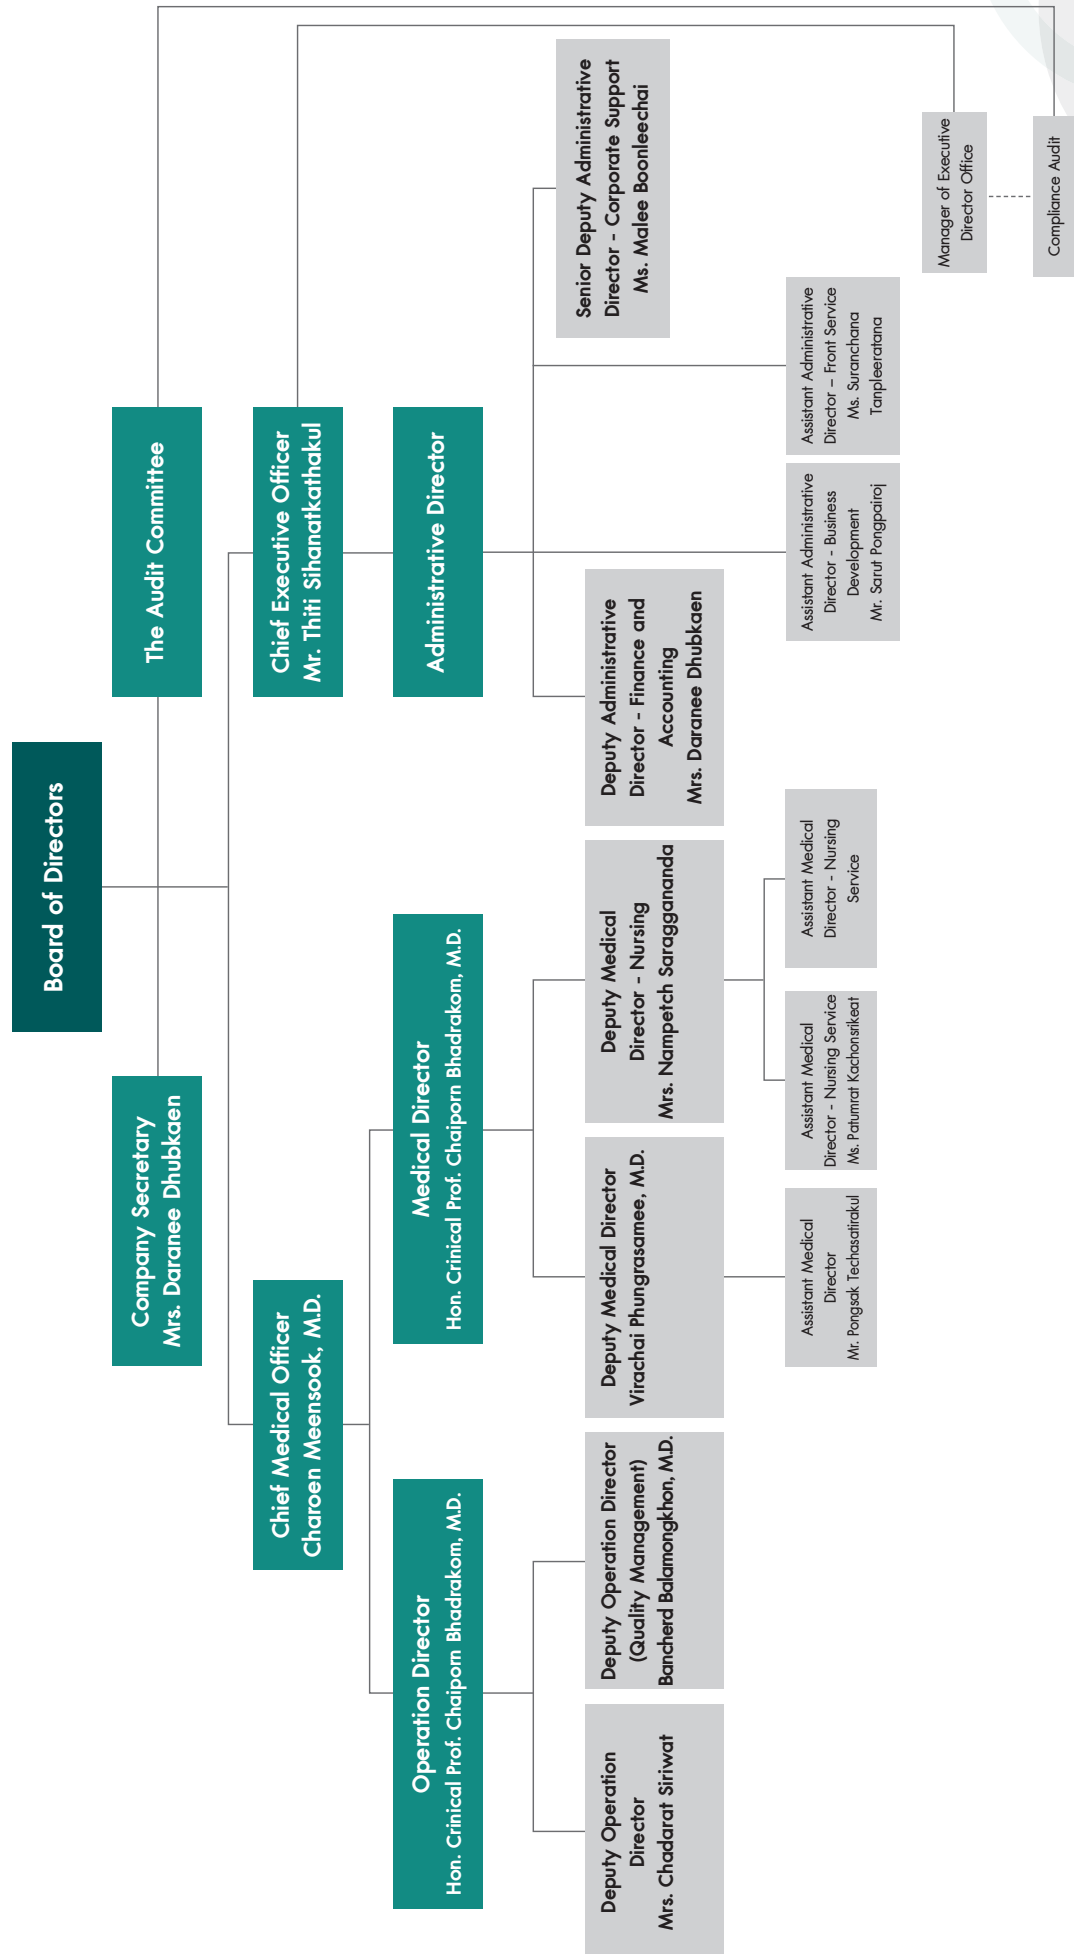 Board of Directors
Company Secretary
Mrs. Daranee Dhubkaen
The Audit Committee
Chief Medical Officer
Charoen Meensook, M.D.
Chief Executive Officer
Mr. Thiti Sihanatkathakul
Operation Director
Hon. Crinical Prof. Chaiporn Bhadrakom, M.D.
Medical Director
Hon. Crinical Prof. Chaiporn Bhadrakom, M.D.
Administrative Director
Deputy Operation
Director
Mrs. Chadarat Siriwat
Deputy Operation Director
(Quality Management)
Bancherd Balamongkhon, M.D.
Deputy Medical Director
Virachai Phungrasamee, M.D.
Deputy Medical
Director - Nursing
Mrs. Nampetch Saraggananda
Deputy Administrative
Director - Finance and
Accounting
Mrs. Daranee Dhubkaen
Senior Deputy Administrative
Director - Corporate Support
Ms. Malee Boonleechai
Assistant Medical
Director
Mr. Pongsak Techasatirakul
Assistant Medical
Director - Nursing Service
Ms. Patumrat Kachonsrikeat
Assistant Medical
Director - Nursing
Service
Assistant Administrative
Director - Business
Development
Mr. Sarut Pongpairoj
Assistant Administrative
Director – Front Service
Ms. Suranchana
Tanpleeratana
Manager of Executive
Director Office
Compliance Audit